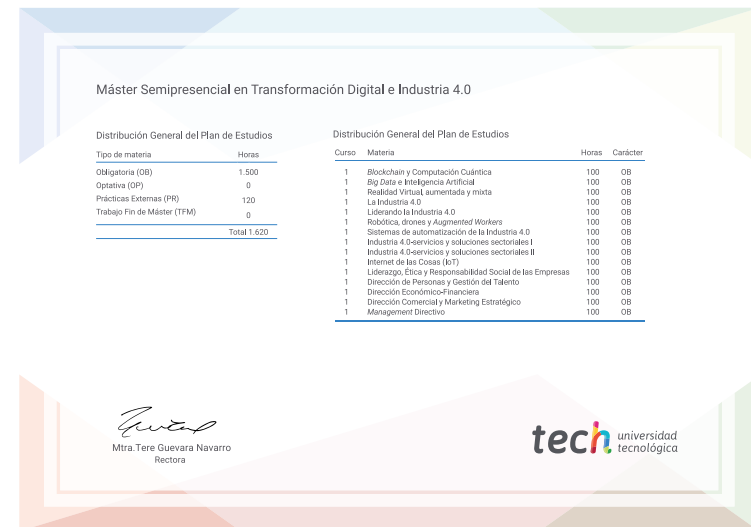 Máster Semipresencial en Transformación Digital e Industria 4.0
Distribución General del Plan de Estudios
Tipo de materia Horas
Obligatoria (OB) 1.500
Optativa (OP) 0
Prácticas Externas (PR) 120
Trabajo Fin de Máster (TFM) 0
Total 1.620
Distribución General del Plan de Estudios
Curso Materia Horas Carácter
1 Blockchain y Computación Cuántica 100 OB
1 Big Data e Inteligencia Artificial 100 OB
1 Realidad Virtual, aumentada y mixta 100 OB
1 La Industria 4.0 100 OB
1 Liderando la Industria 4.0 100 OB
1 Robótica, drones y Augmented Workers 100 OB
1 Sistemas de automatización de la Industria 4.0 100 OB
1 Industria 4.0-servicios y soluciones sectoriales I 100 OB
1 Industria 4.0-servicios y soluciones sectoriales II 100 OB
1 Internet de las Cosas (IoT) 100 OB
1 Liderazgo, Ética y Responsabilidad Social de las Empresas 100 OB
1 Dirección de Personas y Gestión del Talento 100 OB
1 Dirección Económico-Financiera 100 OB
1 Dirección Comercial y Marketing Estratégico 100 OB
1 Management Directivo 100 OB
Mtra.Tere Guevara Navarro
Rectora
tech universidad
tecnológica